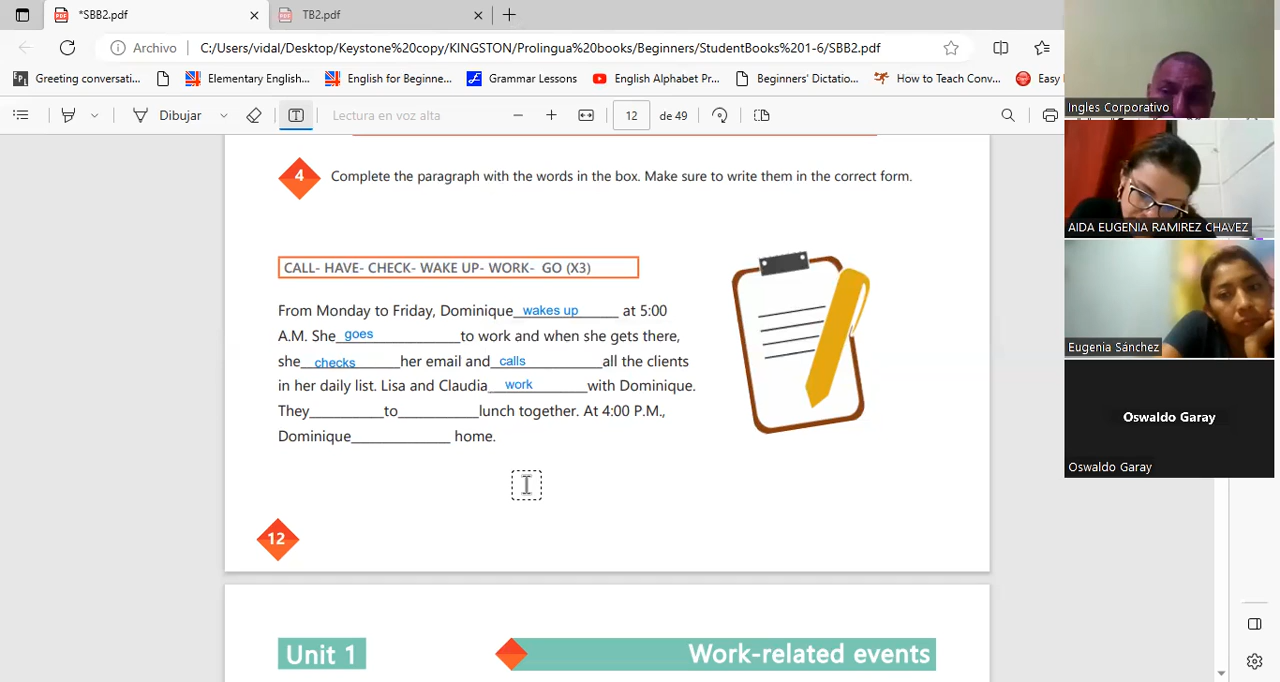 *SBB2.pdf
TB2.pdf
Archivo
C:/Users/vidal/Desktop/Keystone%20copy/KINGSTON/Prolingua%20books/Beginners/StudentBooks%201-6/SBB2.pdf
Greeting conversati...
Elementary English...
English for Beginne...
Grammar Lessons
English Alphabet Pr...
Beginners' Dictatio...
How to Teach Conv...
Easy
Dibujar
Lectura en voz alta
12
de 49
4
Complete the paragraph with the words in the box. Make sure to write them in the correct form.
CALL- HAVE- CHECK- WAKE UP- WORK- GO (X3)
From Monday to Friday, Dominique wakes up at 5:00
A.M. She goes to work and when she gets there,
she checks her email and calls all the clients
in her daily list. Lisa and Claudia work with Dominique.
They__________to__________lunch together. At 4:00 P.M.,
Dominique____________ home.
12
Unit 1
Work-related events
Ingles Corporativo
AIDA EUGENIA RAMIREZ CHAVEZ
Eugenia Sánchez
Oswaldo Garay
Oswaldo Garay